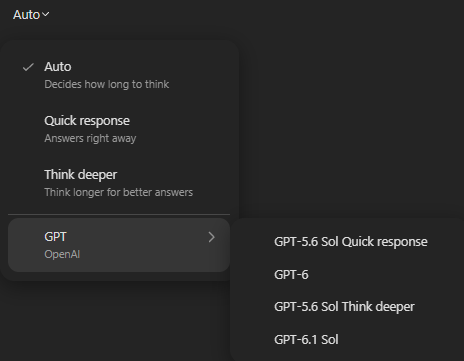 Auto
Auto
Decides how long to think
Quick response
Answers right away
Think deeper
Think longer for better answers
GPT
OpenAI
GPT-5.6 Sol Quick response
GPT-6
GPT-5.6 Sol Think deeper
GPT-6.1 Sol